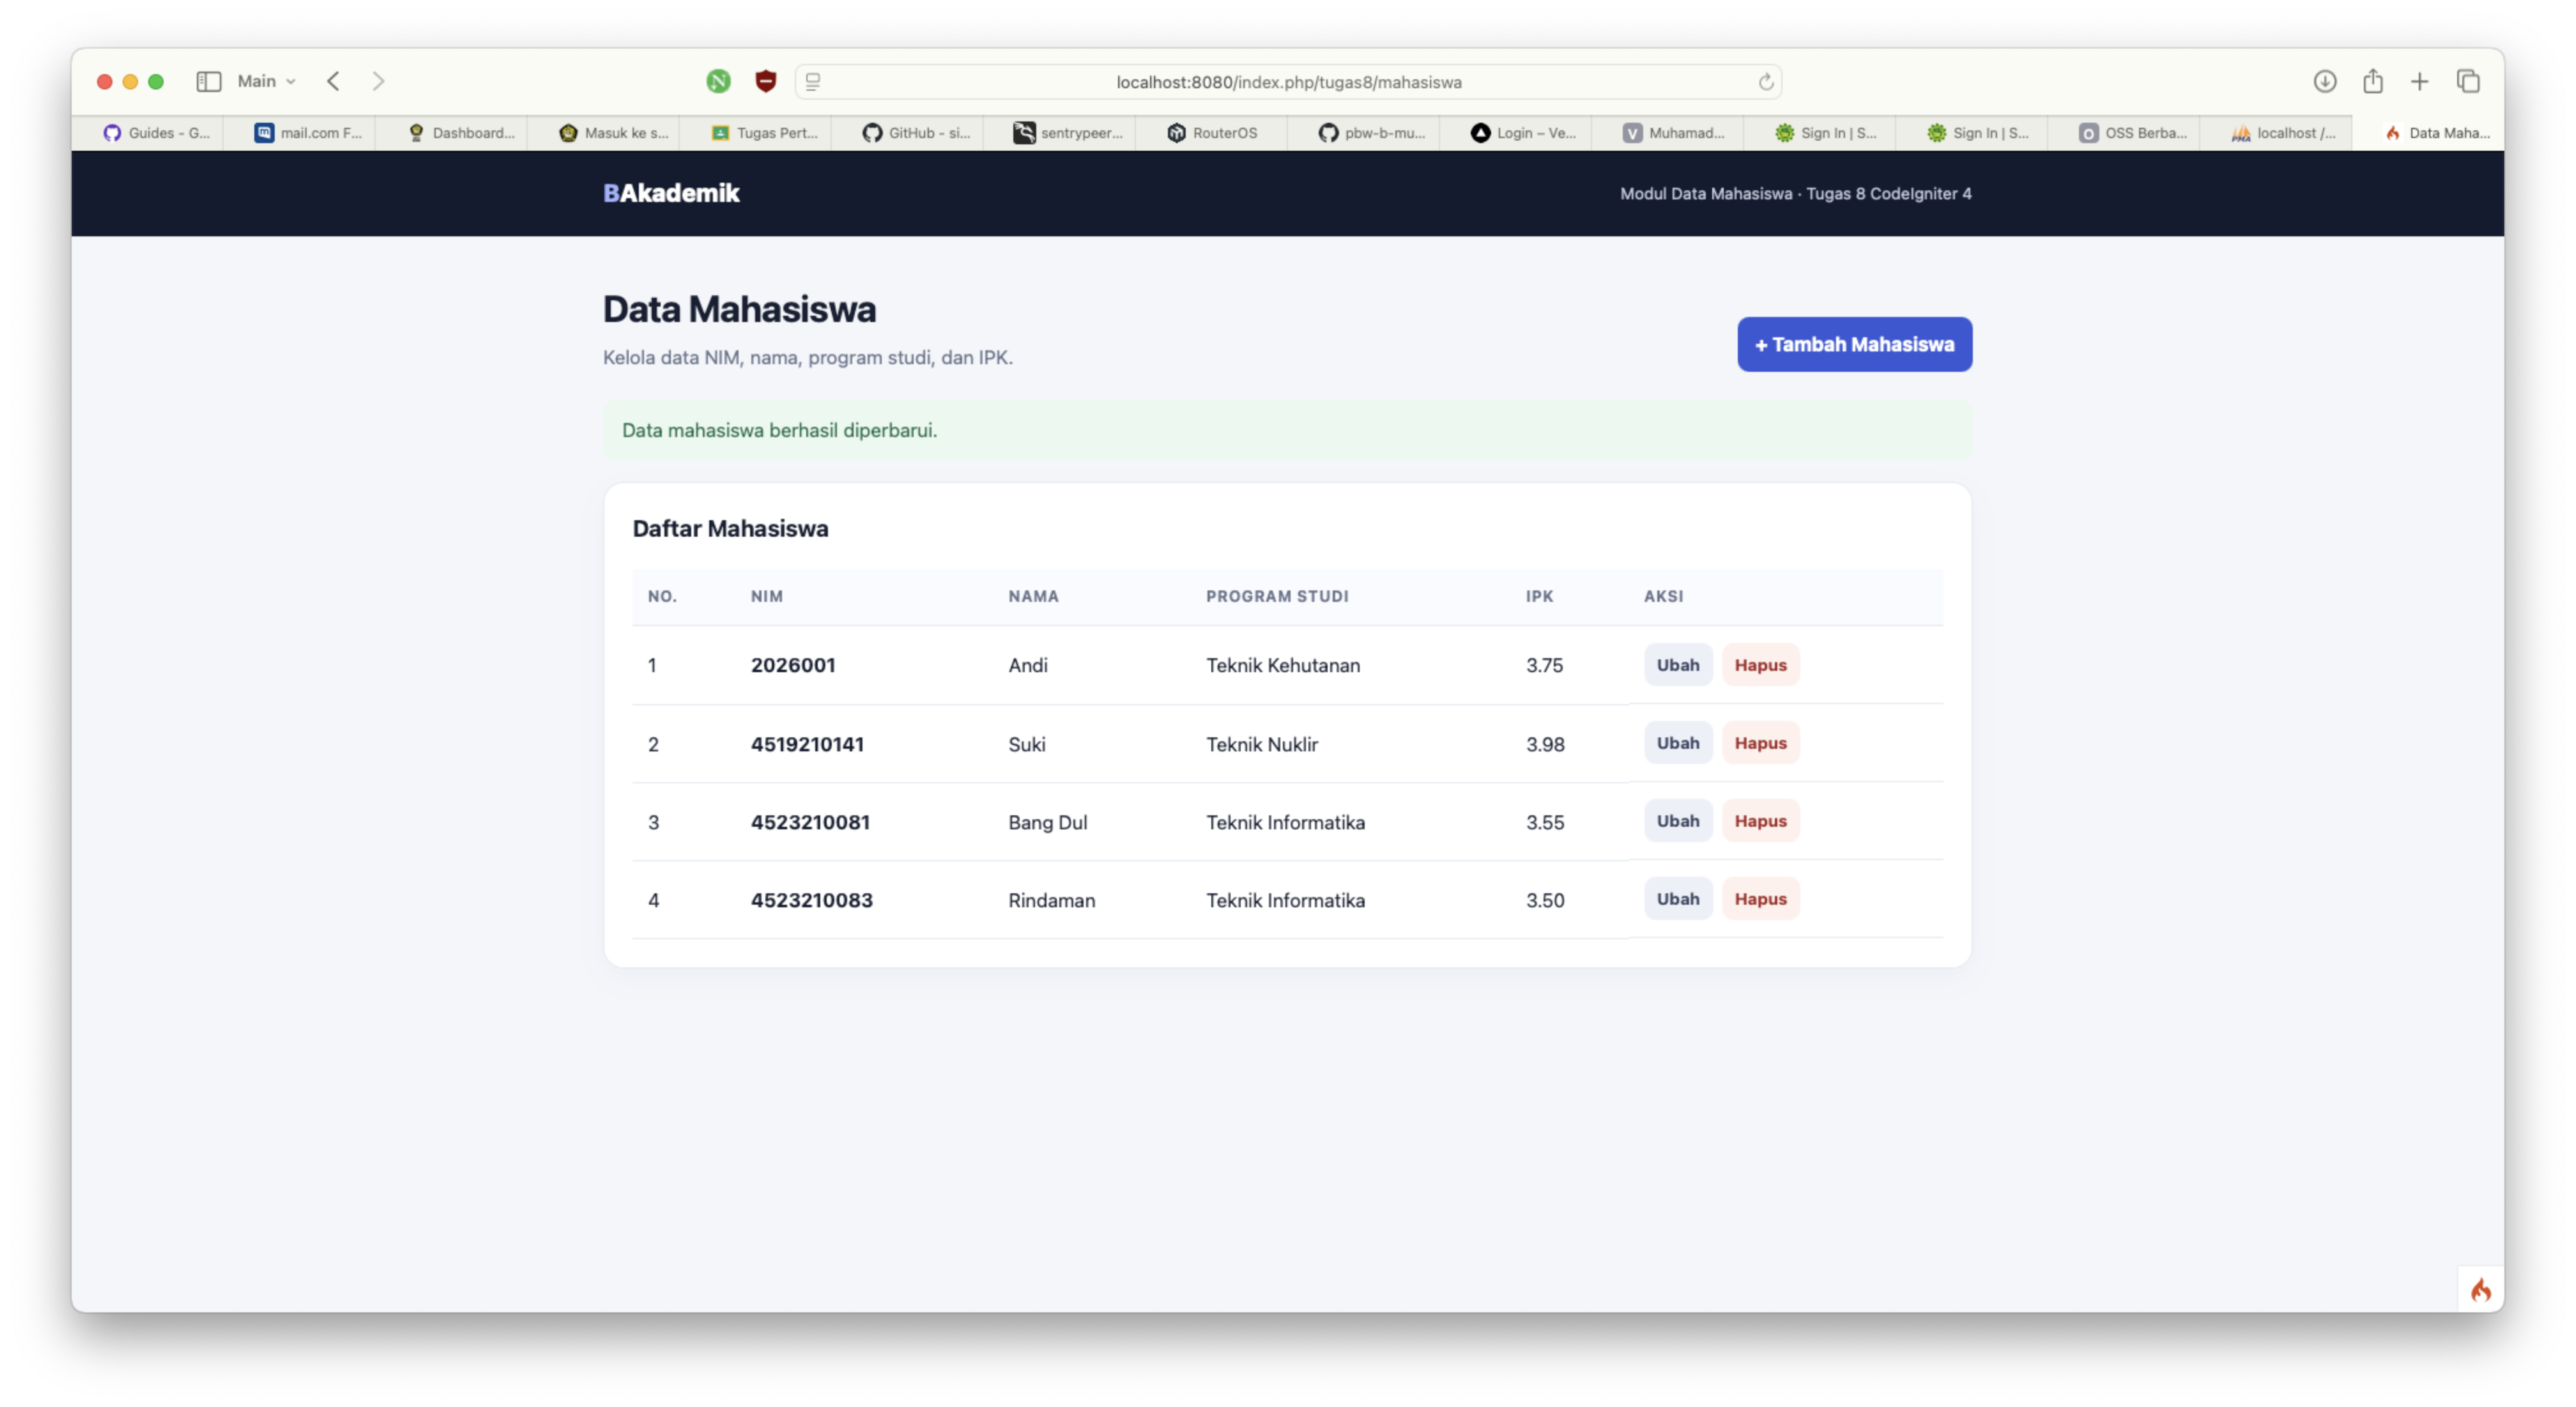 Main
localhost:8080/index.php/tugas8/mahasiswa
Guides - G...
mail.com F...
Dashboard...
Masuk ke s...
Tugas Pert...
GitHub - si...
sentrypeer...
RouterOS
pbw-b-mu...
Login – Ve...
Muhamad...
Sign In | S...
Sign In | S...
OSS Berba...
localhost /...
Data Maha...
BAkademik
Modul Data Mahasiswa · Tugas 8 CodeIgniter 4
Data Mahasiswa
Kelola data NIM, nama, program studi, dan IPK.
+ Tambah Mahasiswa
Data mahasiswa berhasil diperbarui.
Daftar Mahasiswa
NO. NIM NAMA PROGRAM STUDI IPK AKSI
1 2026001 Andi Teknik Kehutanan 3.75 Ubah Hapus
2 4519210141 Suki Teknik Nuklir 3.98 Ubah Hapus
3 4523210081 Bang Dul Teknik Informatika 3.55 Ubah Hapus
4 4523210083 Rindaman Teknik Informatika 3.50 Ubah Hapus